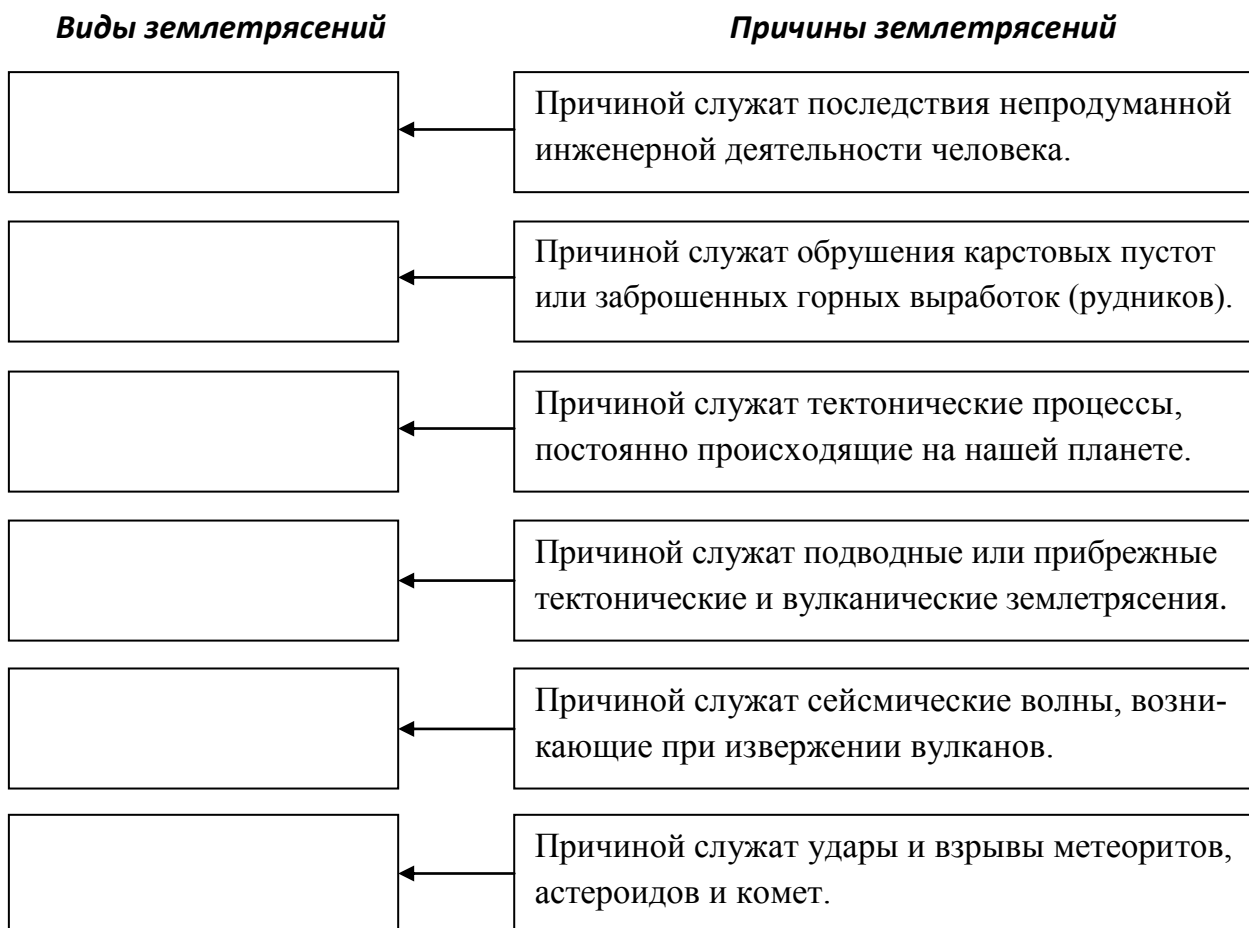 Виды землетрясений
Причины землетрясений
Причиной служат последствия непродуманной
инженерной деятельности человека.
Причиной служат обрушения карстовых пустот
или заброшенных горных выработок (рудников).
Причиной служат тектонические процессы,
постоянно происходящие на нашей планете.
Причиной служат подводные или прибрежные
тектонические и вулканические землетрясения.
Причиной служат сейсмические волны, возни-
кающие при извержении вулканов.
Причиной служат удары и взрывы метеоритов,
астероидов и комет.